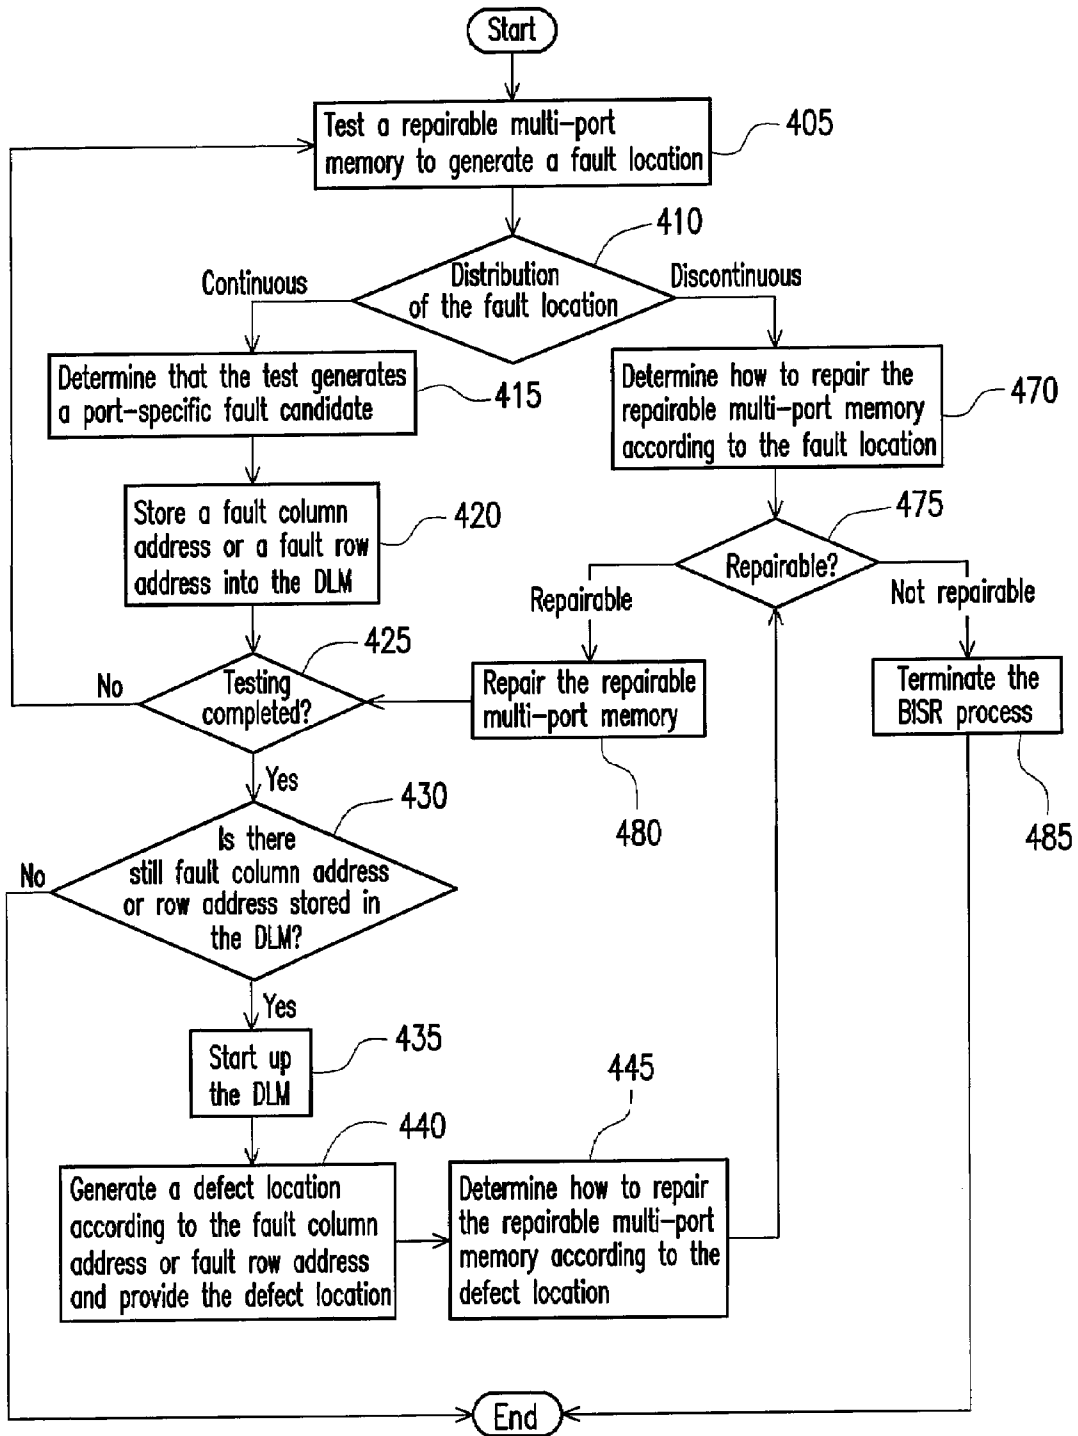 Start
Test a repairable multi-port
memory to generate a fault location
405
410
Distribution
of the fault location
Continuous
Discontinuous
Determine that the test generates
a port-specific fault candidate
415
Determine how to repair the
repairable multi-port memory
according to the fault location
470
Store a fault column
address or a fault row
address into the DLM
420
475
Repairable?
Repairable
Not repairable
425
Testing
completed?
No
Yes
Repair the repairable
multi-port memory
480
Terminate the
BISR process
485
430
Is there
still fault column address
or row address stored in
the DLM?
No
Yes
Start up
the DLM
435
440
Generate a defect location
according to the fault column
address or fault row address
and provide the defect location
445
Determine how to repair
the repairable multi-port
memory according to the
defect location
End